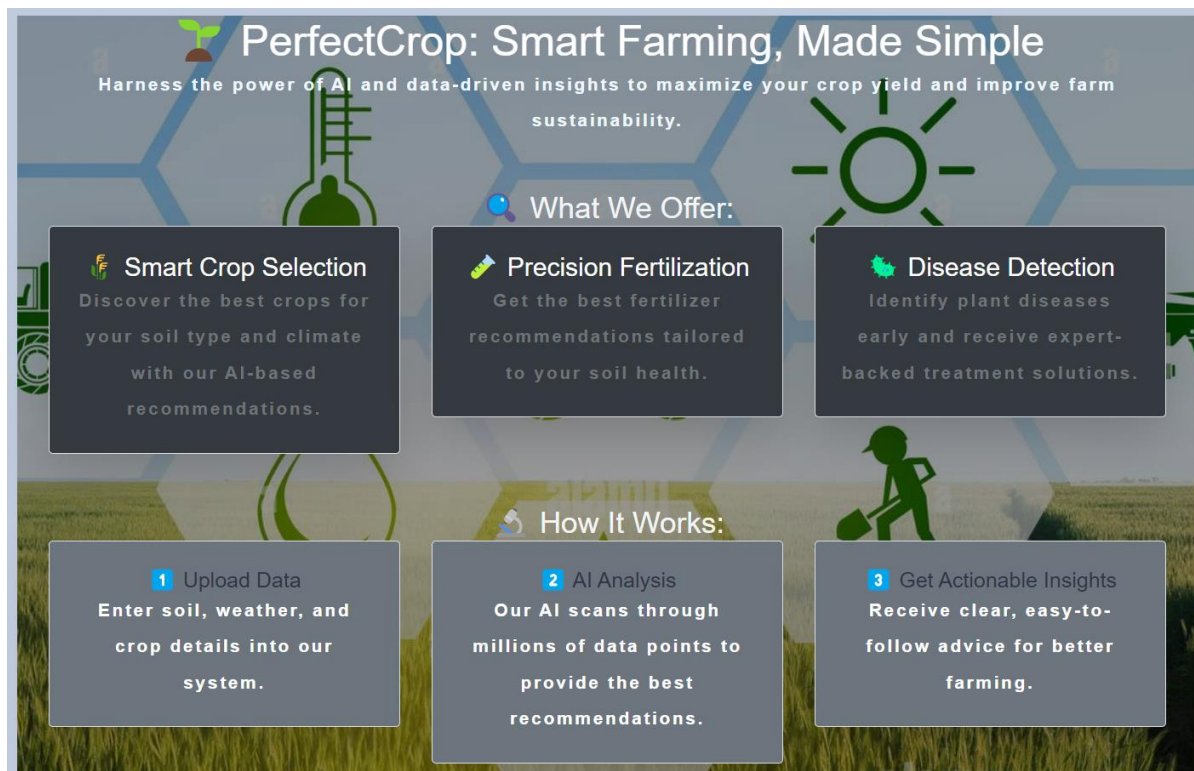 🌱 PerfectCrop: Smart Farming, Made Simple
Harness the power of AI and data-driven insights to maximize your crop yield and improve farm
sustainability.
🔍 What We Offer:
🌾 Smart Crop Selection
Discover the best crops for
your soil type and climate
with our AI-based
recommendations.
🧪 Precision Fertilization
Get the best fertilizer
recommendations tailored
to your soil health.
🦠 Disease Detection
Identify plant diseases
early and receive expert-
backed treatment solutions.
alamy
🔬 How It Works:
1 Upload Data
Enter soil, weather, and
crop details into our
system.
2 AI Analysis
Our AI scans through
millions of data points to
provide the best
recommendations.
3 Get Actionable Insights
Receive clear, easy-to-
follow advice for better
farming.